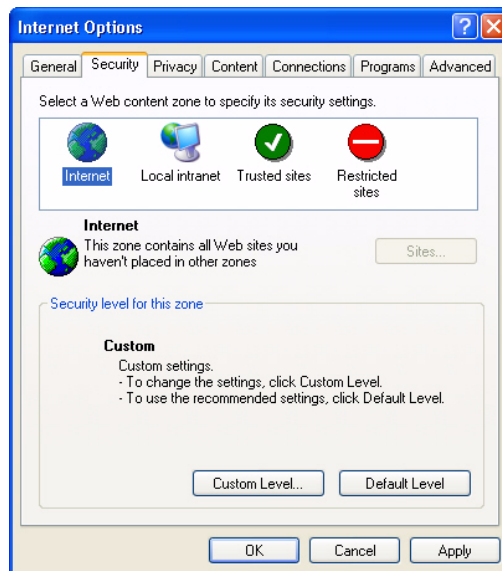 Internet Options
General Security Privacy Content Connections Programs Advanced
Select a Web content zone to specify its security settings.
Internet Local intranet Trusted sites Restricted sites
Internet
This zone contains all Web sites you
haven't placed in other zones
Sites...
Security level for this zone
Custom
Custom settings.
- To change the settings, click Custom Level.
- To use the recommended settings, click Default Level.
Custom Level... Default Level
OK Cancel Apply